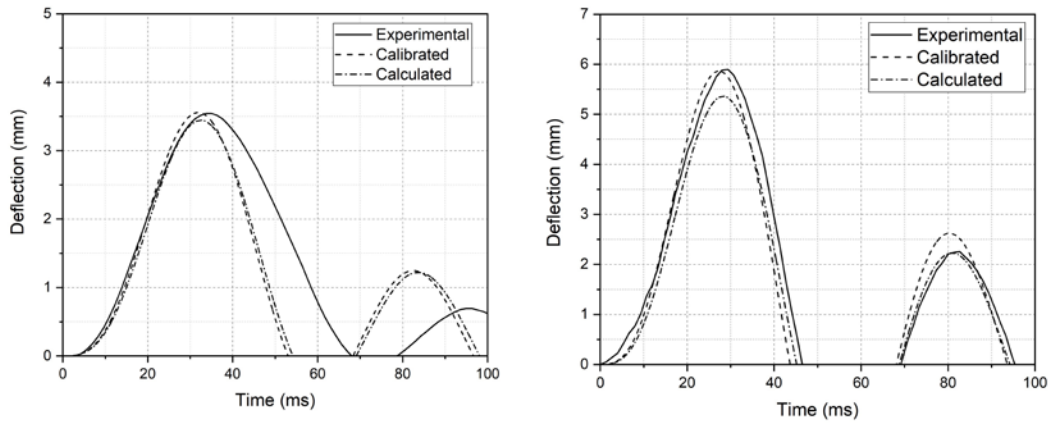 5
4
3
2
1
0
Deflection (mm)
Experimental
Calibrated
Calculated
0 20 40 60 80 100
Time (ms)
7
6
5
4
3
2
1
0
Deflection (mm)
Experimental
Calibrated
Calculated
0 20 40 60 80 100
Time (ms)